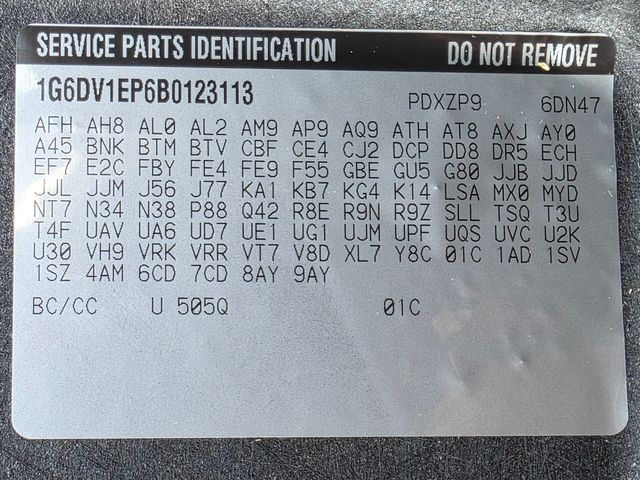 SERVICE PARTS IDENTIFICATION DO NOT REMOVE
1G6DV1EP6B0123113 PDXZP9 6DN47
AFH AH8 AL0 AL2 AM9 AP9 AQ9 ATH AT8 AXJ AY0
A45 BNK BTM BTV CBF CE4 CJ2 DCP DD8 DR5 ECH
EF7 E2C FBY FE4 FE9 F55 GBE GU5 G80 JJB JJD
JJL JJM J56 J77 KA1 KB7 KG4 K14 LSA MX0 MYD
NT7 N34 N38 P88 Q42 R8E R9N R9Z SLL TSQ T3U
T4F UAV UA6 UD7 UE1 UG1 UJM UPF UQS UVC U2K
U30 VH9 VRK VRR VT7 V8D XL7 Y8C 01C 1AD 1SV
1SZ 4AM 6CD 7CD 8AY 9AY
BC/CC U 505Q 01C